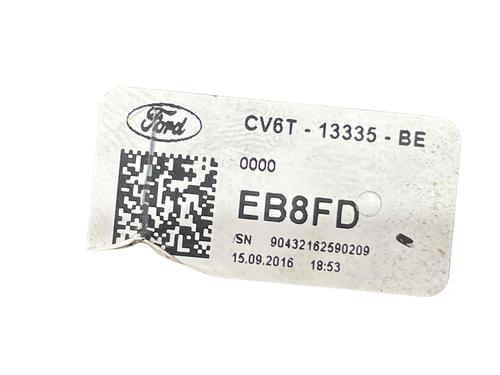 Ford
CV6T - 13335 - BE
0000
EB8FD
/SN 90432162590209
15.09.2016 18:53